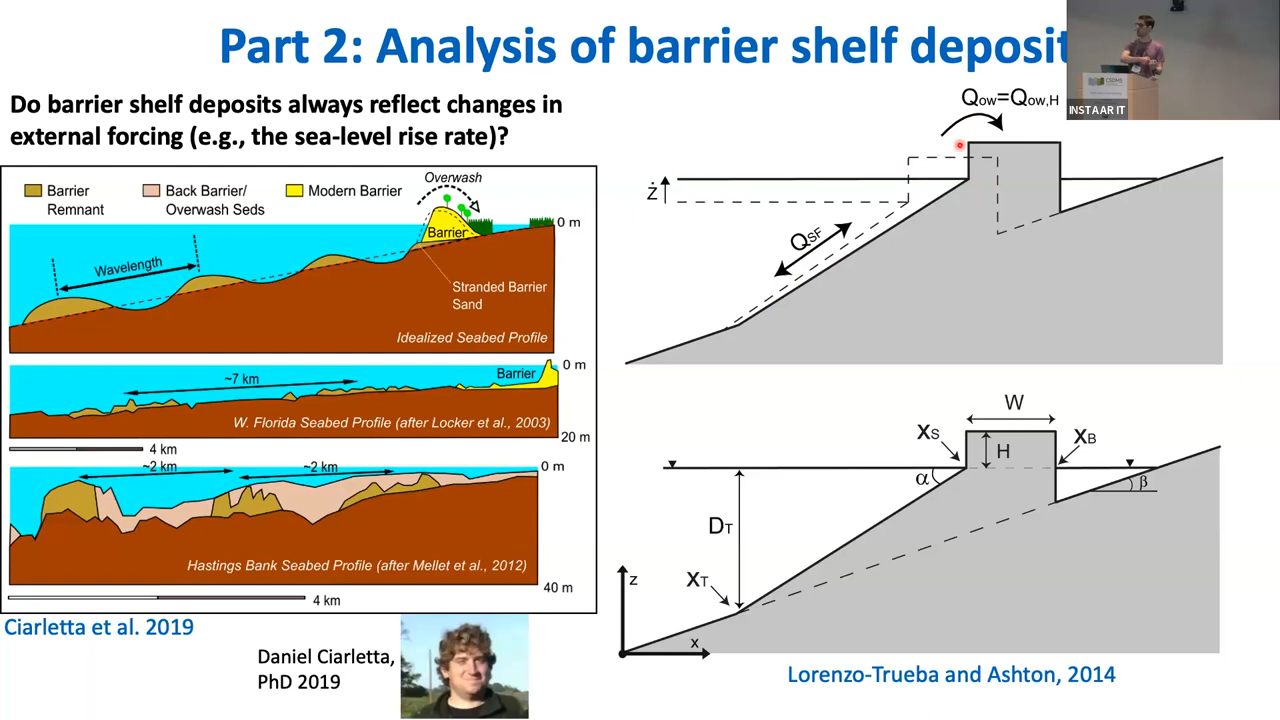 Part 2: Analysis of barrier shelf deposit
INSTAAR IT
CSDMS
Do barrier shelf deposits always reflect changes in
external forcing (e.g., the sea-level rise rate)?
Barrier
Remnant
Back Barrier/
Overwash Seds
Modern Barrier
Overwash
0 m
Barrier
Wavelength
Stranded Barrier
Sand
Idealized Seabed Profile
0 m
Barrier
~7 km
W. Florida Seabed Profile (after Locker et al., 2003)
20 m
4 km
~2 km
~2 km
0 m
Hastings Bank Seabed Profile (after Mellet et al., 2012)
40 m
4 km
Ciarletta et al. 2019
Daniel Ciarletta,
PhD 2019
Qow=Qow,H
ż
QSF
W
XS
H
XB
α
β
DT
XT
z
x
Lorenzo-Trueba and Ashton, 2014